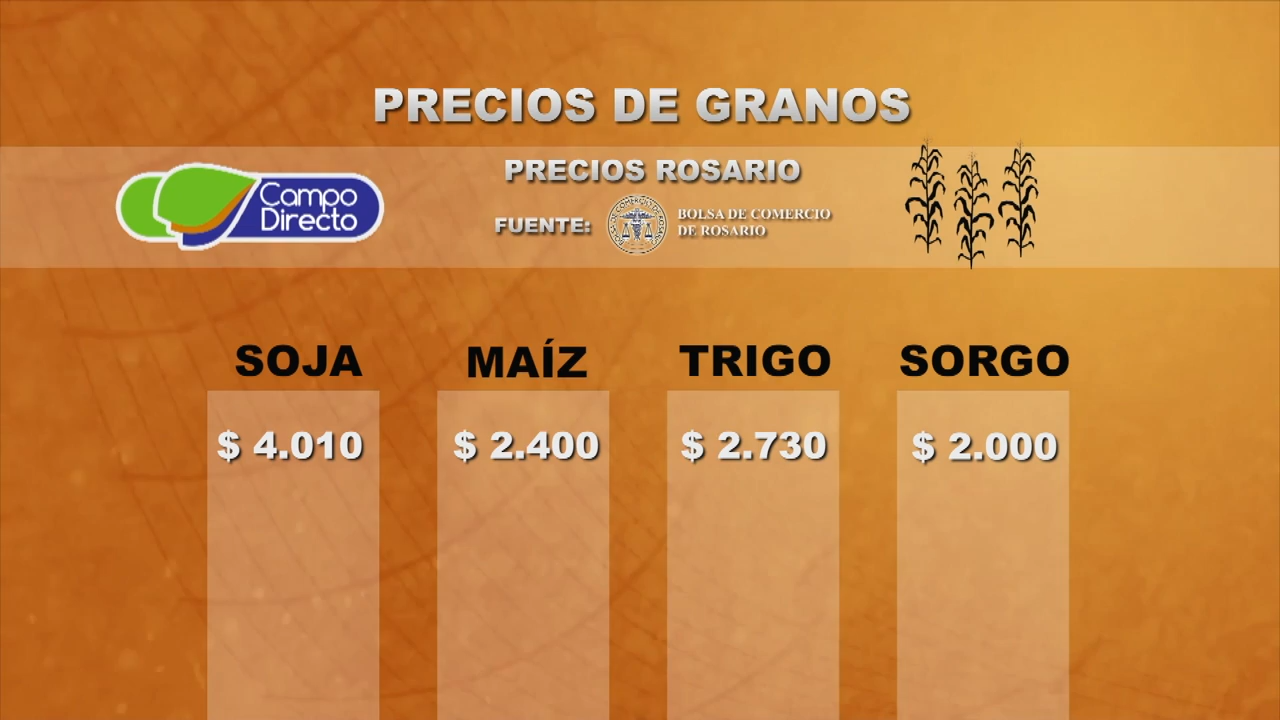 PRECIOS DE GRANOS
Campo
Directo
PRECIOS ROSARIO
FUENTE:
BOLSA DE COMERCIO
DE ROSARIO
SOJA
MAÍZ
TRIGO
SORGO
$ 4.010
$ 2.400
$ 2.730
$ 2.000